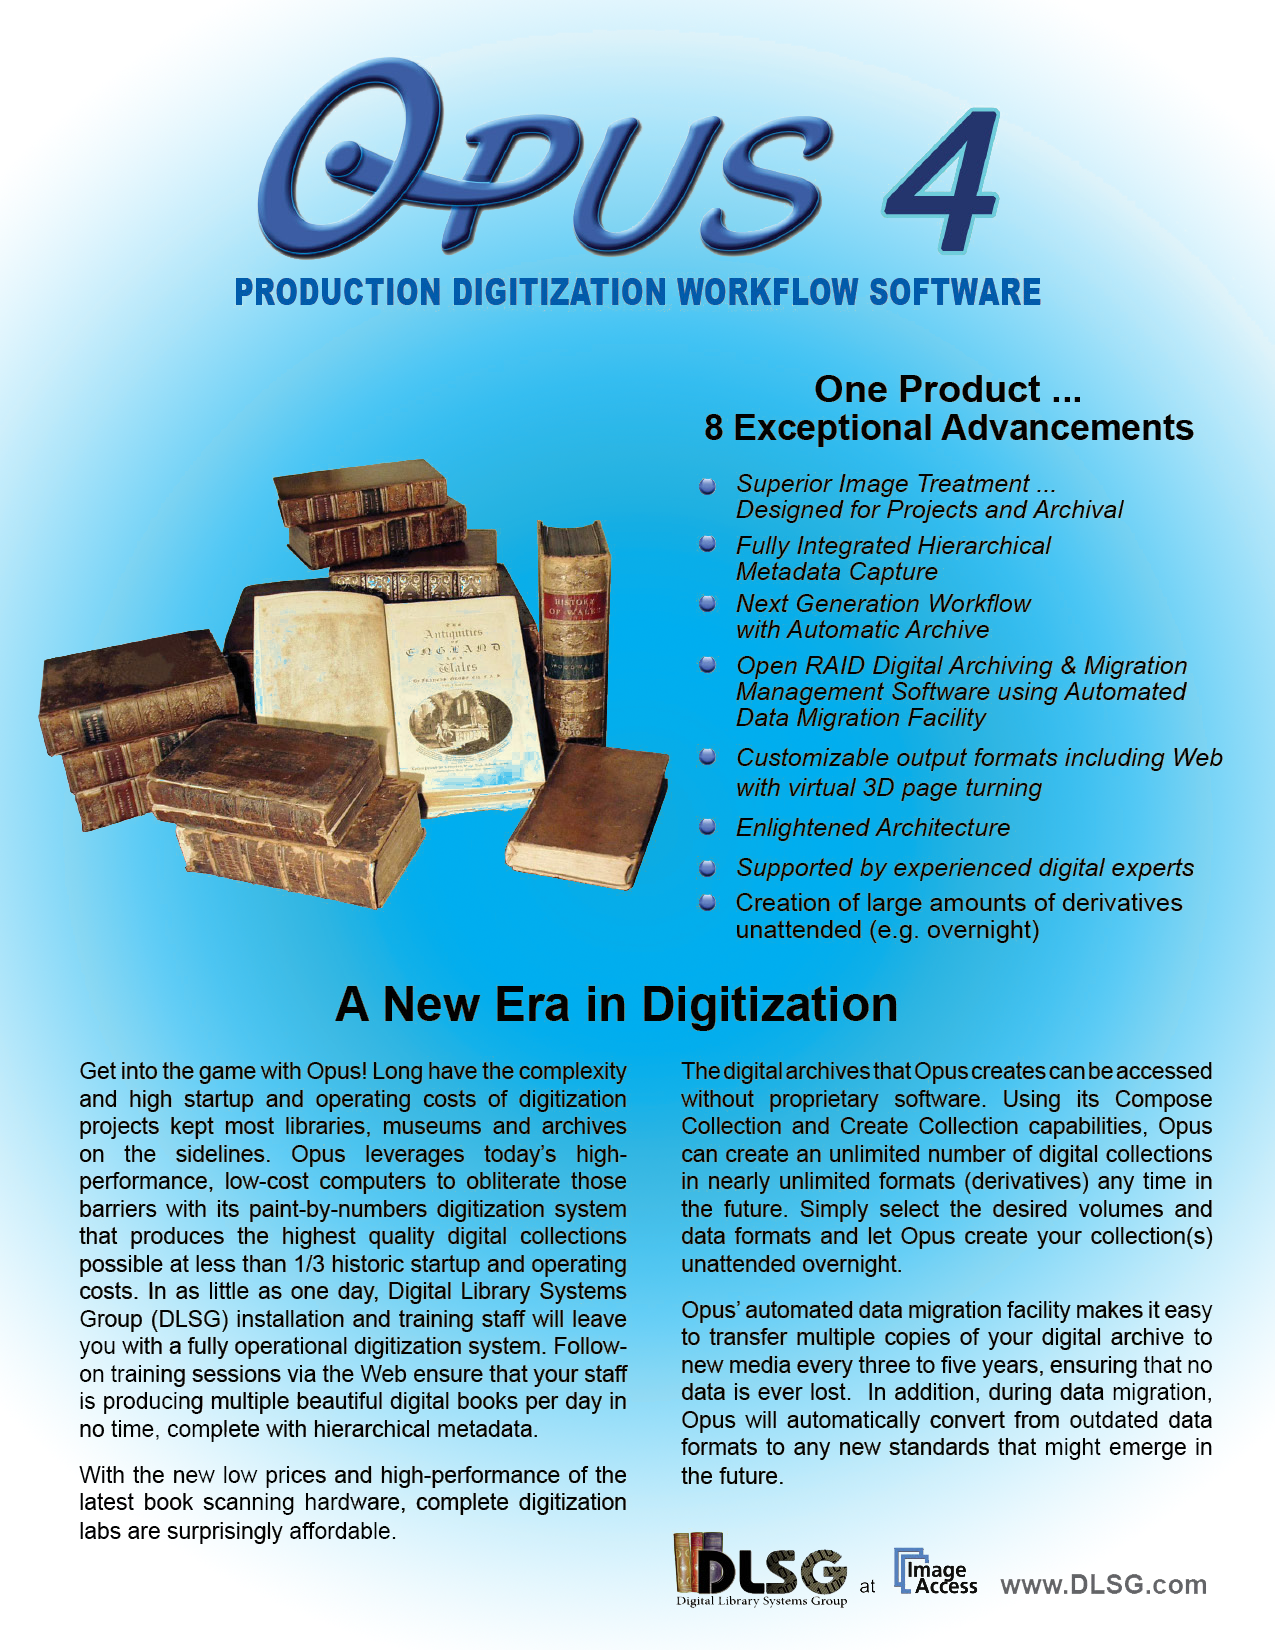 OPUS 4
PRODUCTION DIGITIZATION WORKFLOW SOFTWARE
One Product ...
8 Exceptional Advancements
Superior Image Treatment ...
Designed for Projects and Archival
Fully Integrated Hierarchical
Metadata Capture
Next Generation Workflow
with Automatic Archive
Open RAID Digital Archiving & Migration
Management Software using Automated
Data Migration Facility
Customizable output formats including Web
with virtual 3D page turning
Enlightened Architecture
Supported by experienced digital experts
Creation of large amounts of derivatives
unattended (e.g. overnight)
THE
Antiquities
OF
ENGLAND
AND
Wales
HISTORY
OF WALES
WOODWARD
A New Era in Digitization
Get into the game with Opus! Long have the complexity
and high startup and operating costs of digitization
projects kept most libraries, museums and archives
on the sidelines. Opus leverages today's high-
performance, low-cost computers to obliterate those
barriers with its paint-by-numbers digitization system
that produces the highest quality digital collections
possible at less than 1/3 historic startup and operating
costs. In as little as one day, Digital Library Systems
Group (DLSG) installation and training staff will leave
you with a fully operational digitization system. Follow-
on training sessions via the Web ensure that your staff
is producing multiple beautiful digital books per day in
no time, complete with hierarchical metadata.
With the new low prices and high-performance of the
latest book scanning hardware, complete digitization
labs are surprisingly affordable.
The digital archives that Opus creates can be accessed
without proprietary software. Using its Compose
Collection and Create Collection capabilities, Opus
can create an unlimited number of digital collections
in nearly unlimited formats (derivatives) any time in
the future. Simply select the desired volumes and
data formats and let Opus create your collection(s)
unattended overnight.
Opus' automated data migration facility makes it easy
to transfer multiple copies of your digital archive to
new media every three to five years, ensuring that no
data is ever lost.  In addition, during data migration,
Opus will automatically convert from outdated data
formats to any new standards that might emerge in
the future.
DLSG
Digital Library Systems Group
at
Image
Access
www.DLSG.com